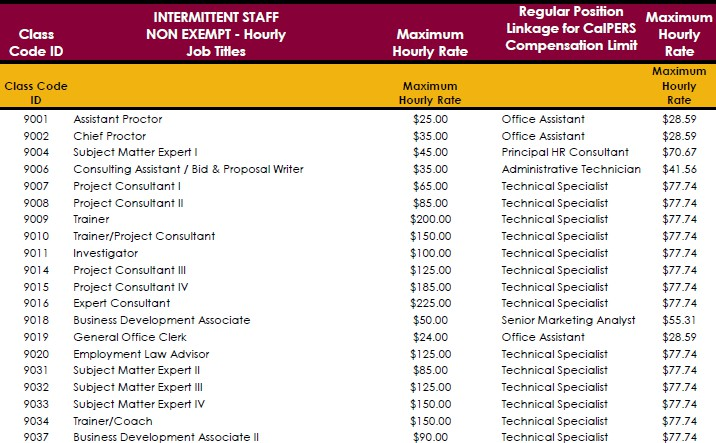 Class Code ID INTERMITTENT STAFF NON EXEMPT - Hourly Job Titles Maximum Hourly Rate Regular Position Linkage for CalPERS Compensation Limit Maximum Hourly Rate
Class Code ID Maximum Hourly Rate Maximum Hourly Rate
9001 Assistant Proctor $25.00 Office Assistant $28.59
9002 Chief Proctor $35.00 Office Assistant $28.59
9004 Subject Matter Expert I $45.00 Principal HR Consultant $70.67
9006 Consulting Assistant / Bid & Proposal Writer $35.00 Administrative Technician $41.56
9007 Project Consultant I $65.00 Technical Specialist $77.74
9008 Project Consultant II $85.00 Technical Specialist $77.74
9009 Trainer $200.00 Technical Specialist $77.74
9010 Trainer/Project Consultant $150.00 Technical Specialist $77.74
9011 Investigator $100.00 Technical Specialist $77.74
9014 Project Consultant III $125.00 Technical Specialist $77.74
9015 Project Consultant IV $185.00 Technical Specialist $77.74
9016 Expert Consultant $225.00 Technical Specialist $77.74
9018 Business Development Associate $50.00 Senior Marketing Analyst $55.31
9019 General Office Clerk $24.00 Office Assistant $28.59
9020 Employment Law Advisor $125.00 Technical Specialist $77.74
9031 Subject Matter Expert II $85.00 Technical Specialist $77.74
9032 Subject Matter Expert III $125.00 Technical Specialist $77.74
9033 Subject Matter Expert IV $150.00 Technical Specialist $77.74
9034 Trainer/Coach $150.00 Technical Specialist $77.74
9037 Business Development Associate II $90.00 Technical Specialist $77.74